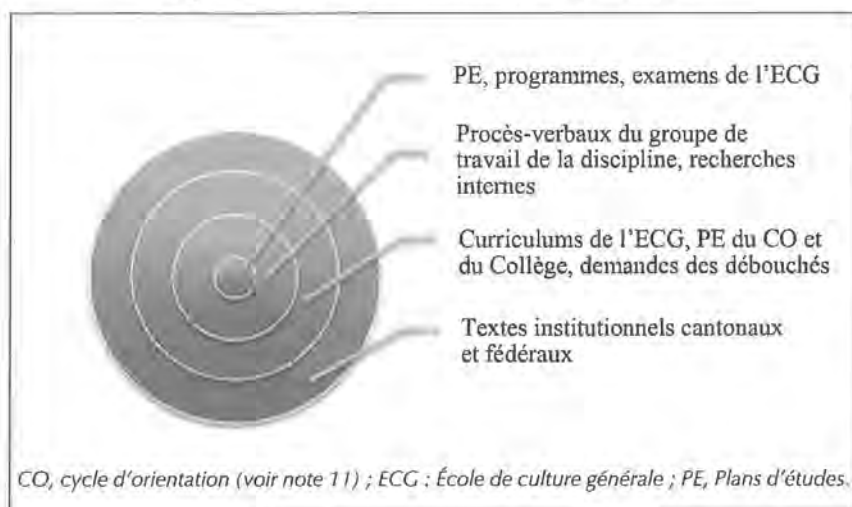 PE, programmes, examens de l'ECG
Procès-verbaux du groupe de
travail de la discipline, recherches
internes
Curriculums de l'ECG, PE du CO et
du Collège, demandes des débouchés
Textes institutionnels cantonaux
et fédéraux
CO, cycle d'orientation (voir note 11) ; ECG : École de culture générale ; PE, Plans d'études.